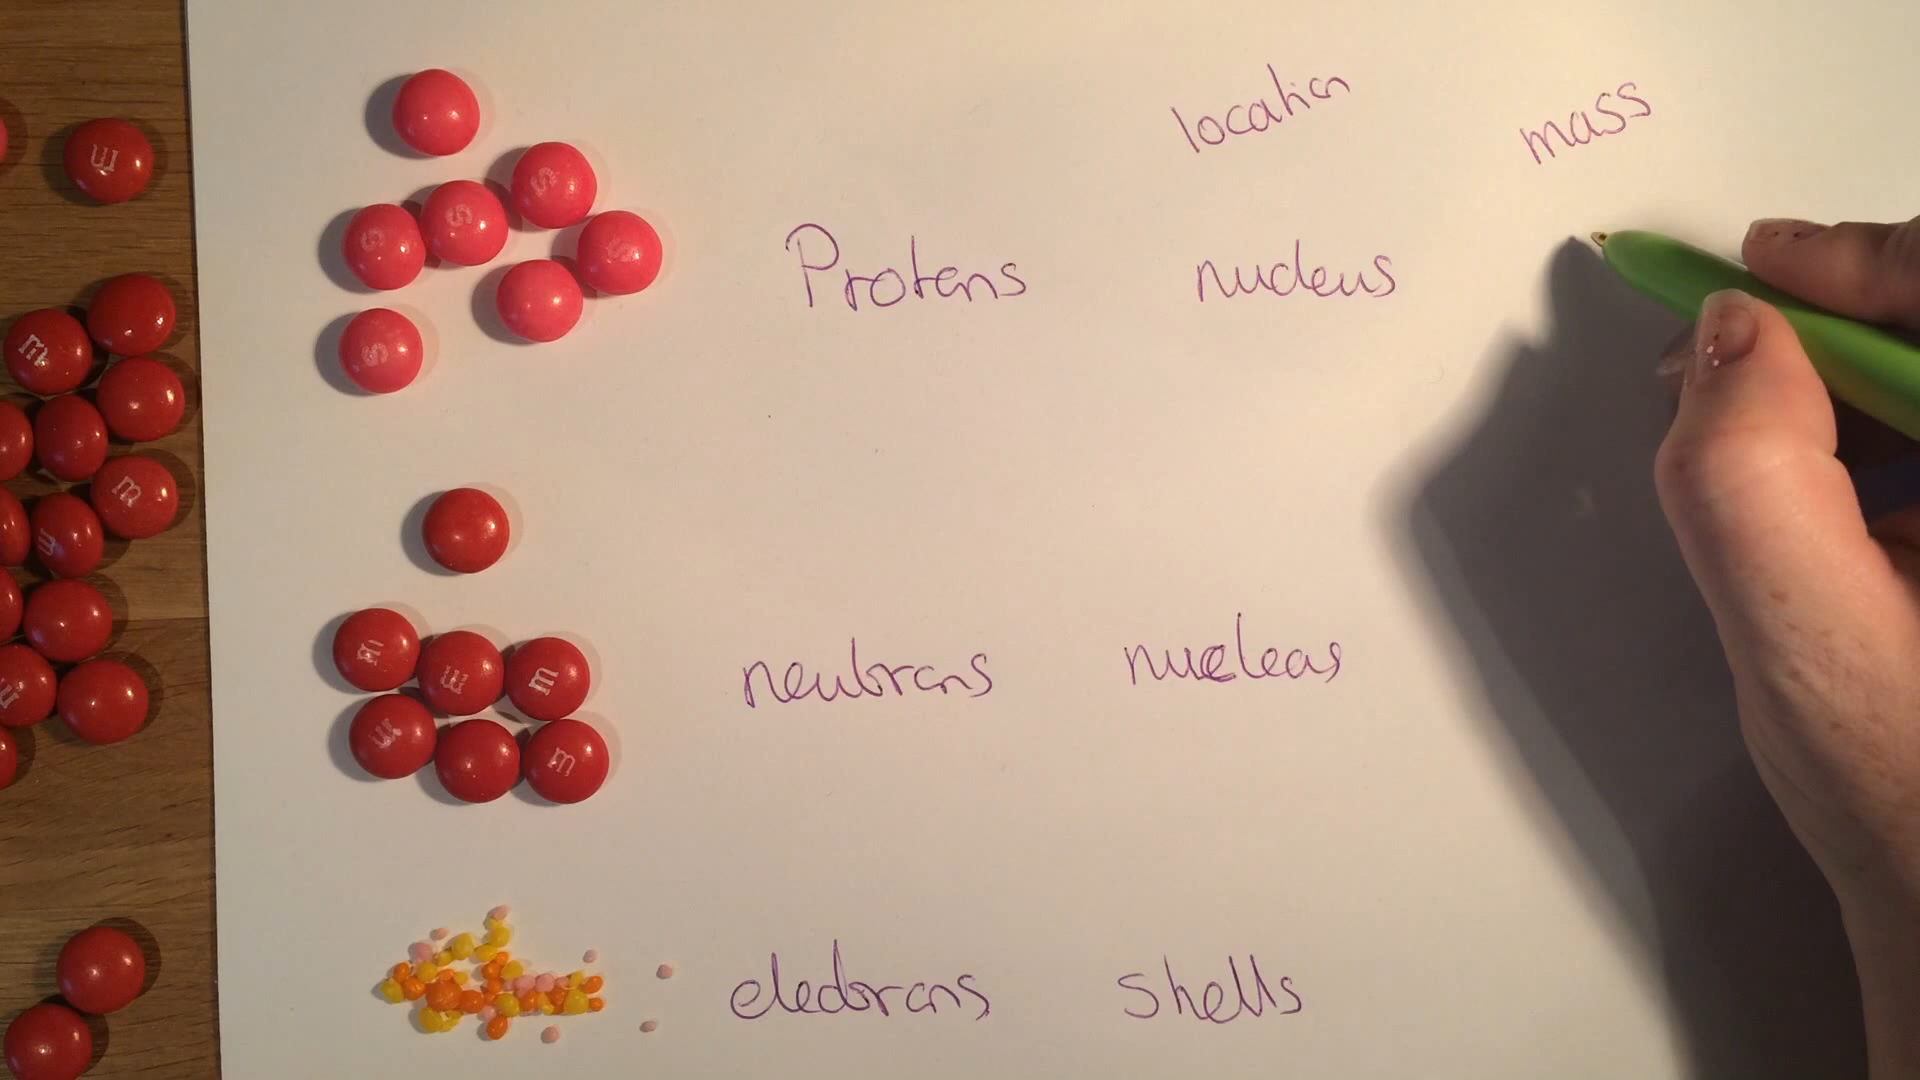 location mass
Protons nucleus
neutrons nucleus
electrons shells
S S S S S
m m m m m m m m m m m